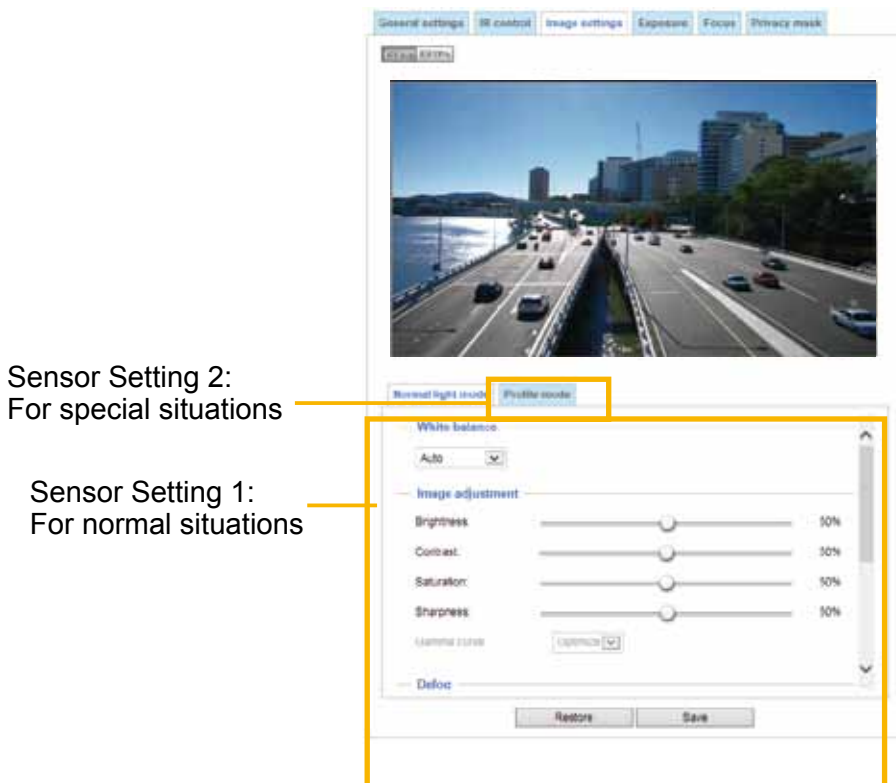 General settings IR control Image settings Exposure Focus Privacy mask
Sensor Setting 2:
For special situations
Normal light mode Profile mode
White balance
Auto
Sensor Setting 1:
For normal situations
Image adjustment
Brightness: 50%
Contrast: 50%
Saturation: 50%
Sharpness: 50%
Gamma curve Optimize
Defog
Restore Save